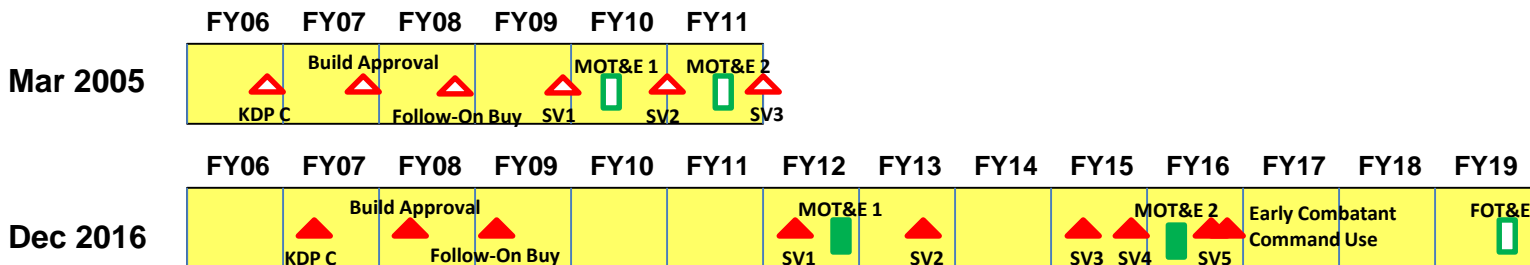 FY06 FY07 FY08 FY09 FY10 FY11
Mar 2005
Build Approval MOT&E 1 MOT&E 2
KDP C Follow-On Buy SV1 SV2 SV3
FY06 FY07 FY08 FY09 FY10 FY11 FY12 FY13 FY14 FY15 FY16 FY17 FY18 FY19
Dec 2016
Build Approval MOT&E 1 MOT&E 2 Early Combatant FOT&E
Command Use
KDP C Follow-On Buy SV1 SV2 SV3 SV4 SV5